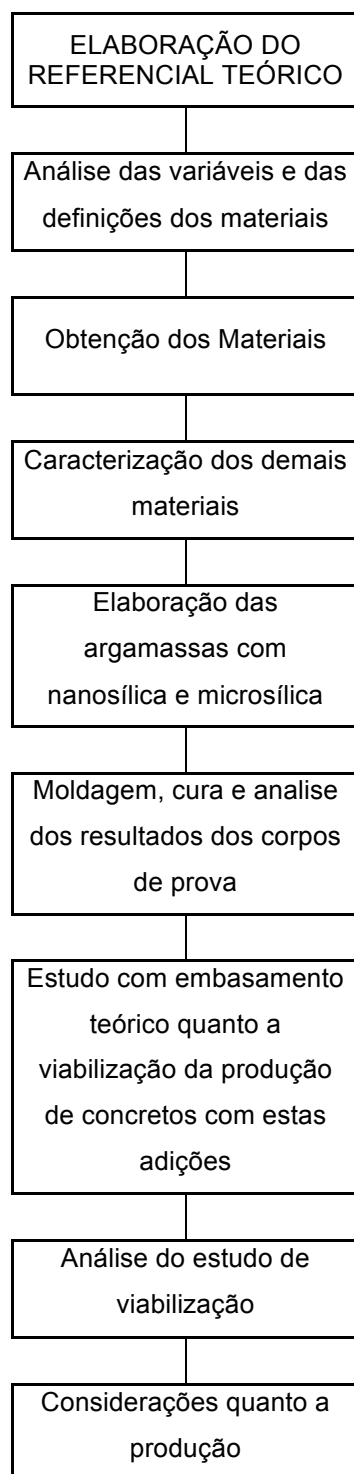 ELABORAÇÃO DO
REFERENCIAL TEÓRICO
Análise das variáveis e das
definições dos materiais
Obtenção dos Materiais
Caracterização dos demais
materiais
Elaboração das
argamassas com
nanosílica e microsílica
Moldagem, cura e analise
dos resultados dos corpos
de prova
Estudo com embasamento
teórico quanto a
viabilização da produção
de concretos com estas
adições
Análise do estudo de
viabilização
Considerações quanto a
produção